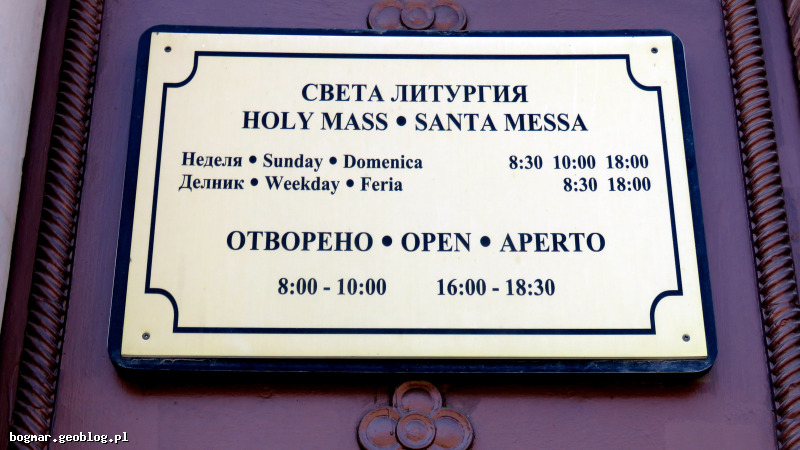 СВЕТА ЛИТУРГИЯ
HOLY MASS • SANTA MESSA
Неделя • Sunday • Domenica 8:30 10:00 18:00
Делник • Weekday • Feria 8:30 18:00
ОТВОРЕНО • OPEN • APERTO
8:00 - 10:00 16:00 - 18:30
bogmar.geoblog.pl